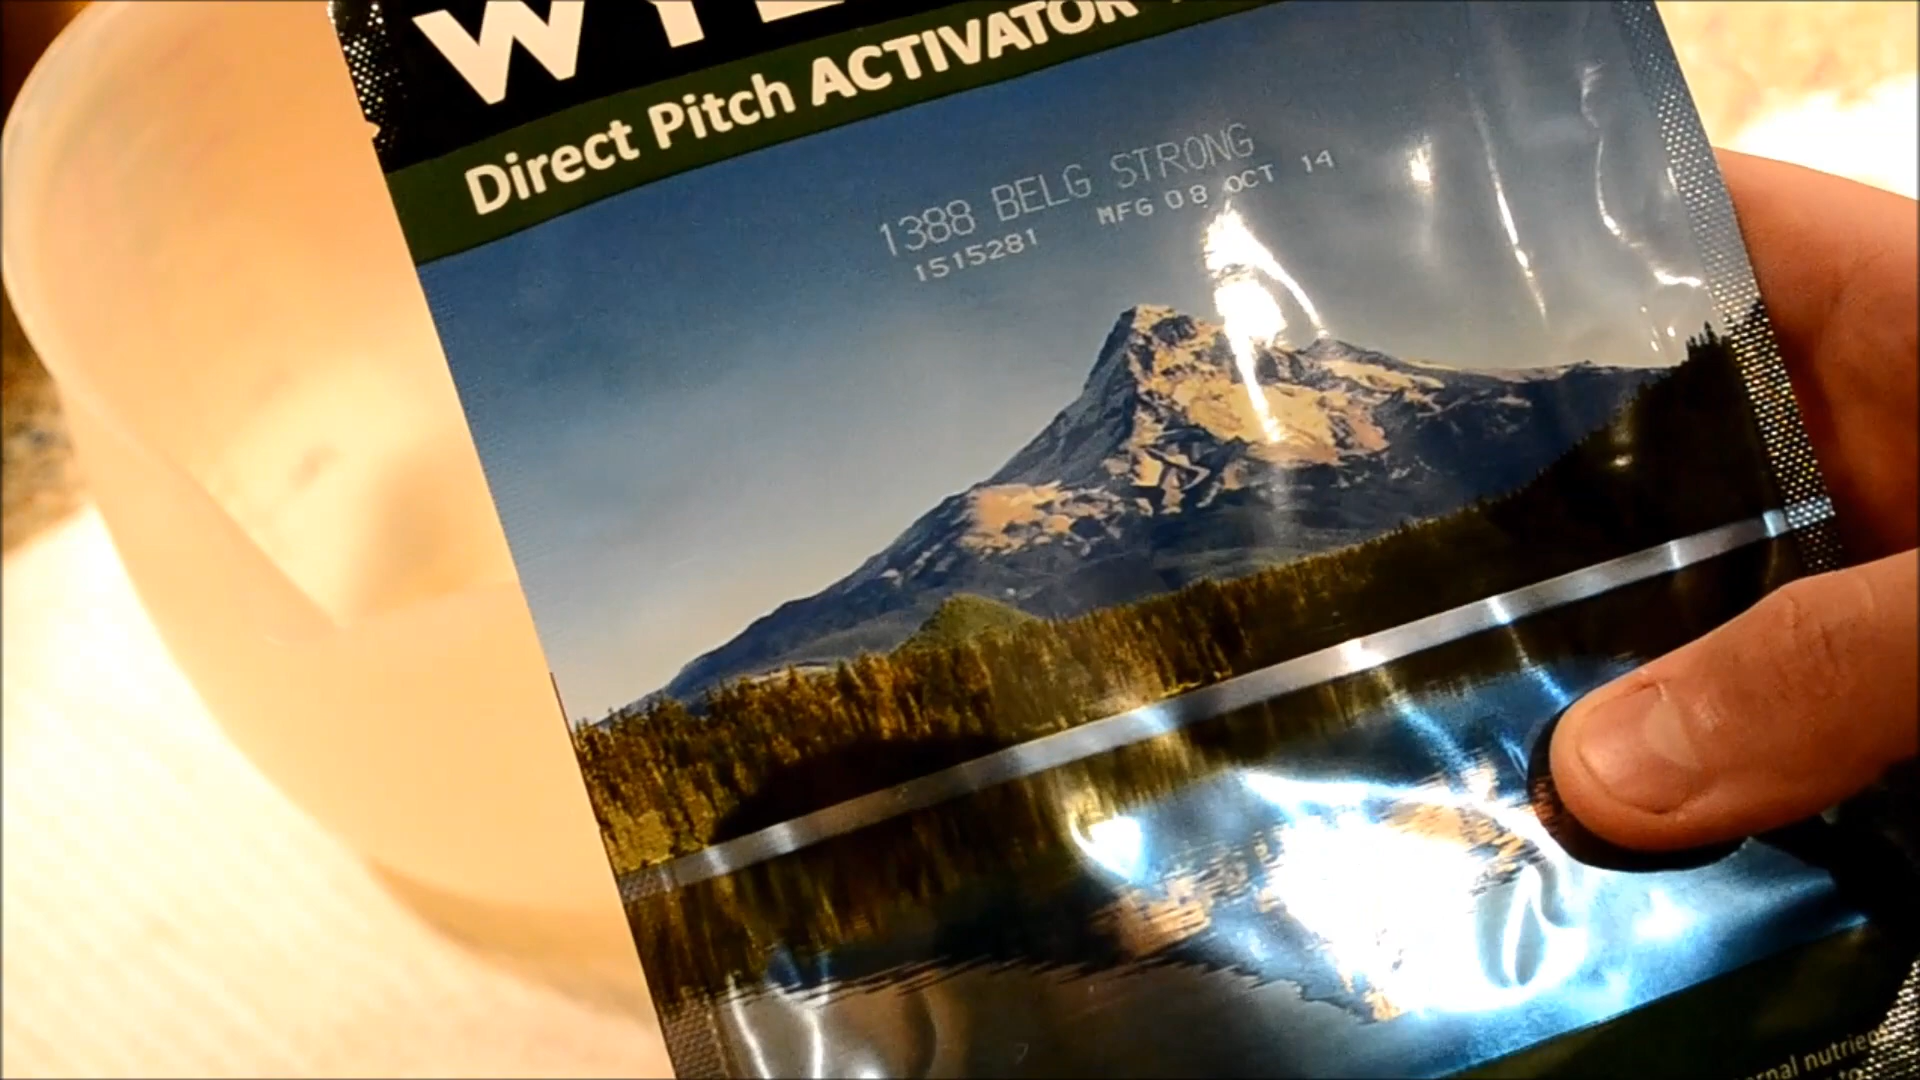 Direct Pitch ACTIVATOR
1388 BELG STRONG
1515281 MFG 08 OCT 14